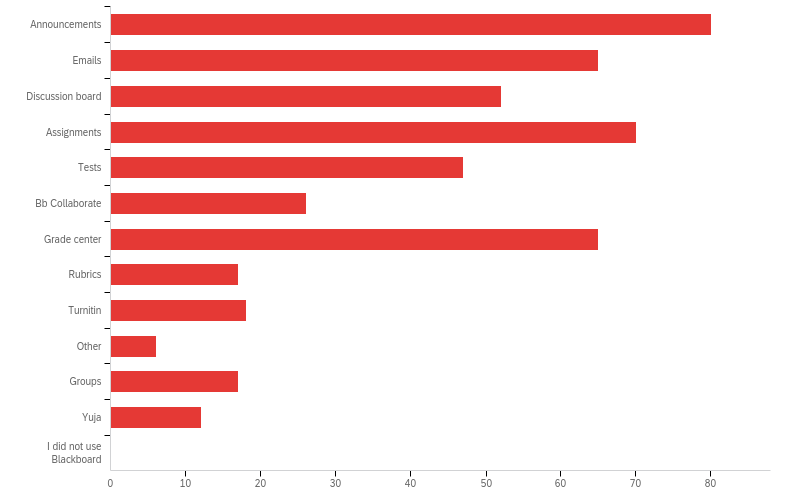 Announcements
Emails
Discussion board
Assignments
Tests
Bb Collaborate
Grade center
Rubrics
Turnitin
Other
Groups
Yuja
I did not use
Blackboard
0 10 20 30 40 50 60 70 80